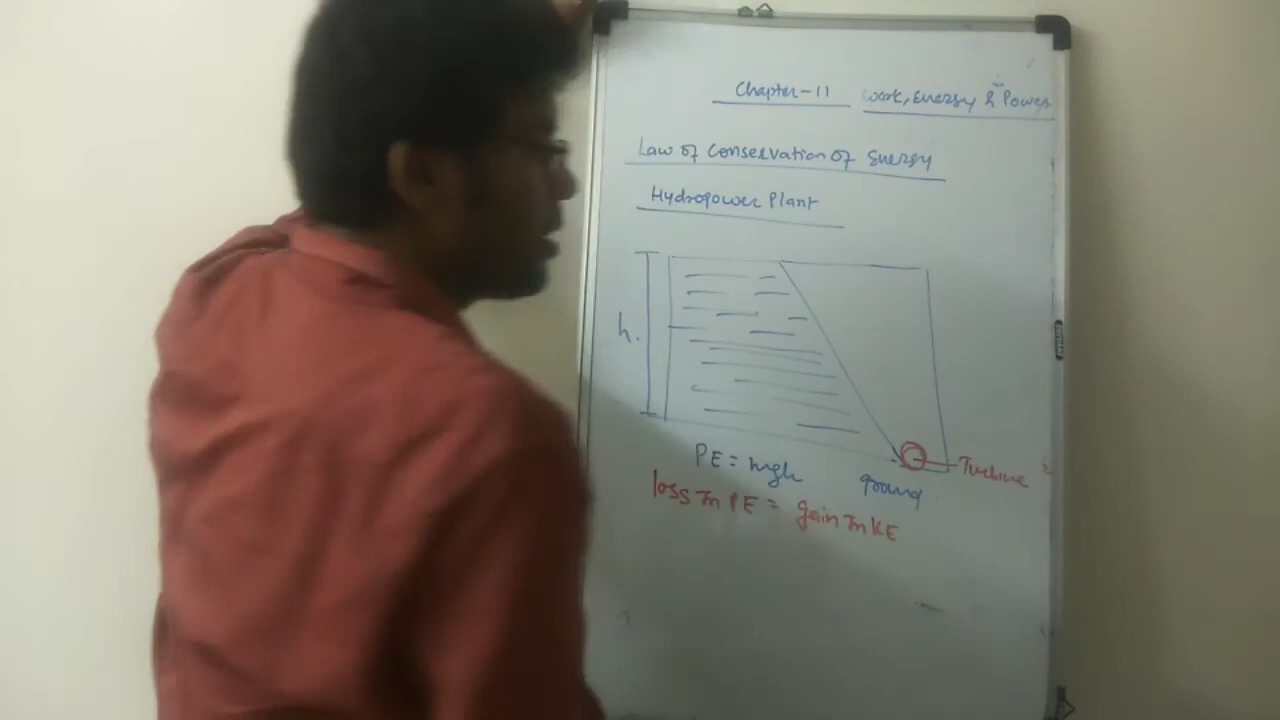 Chapter-11 Work, Energy & Power
Law of Conservation of Energy
Hydropower Plant
h.
PE = mgh
Turbine
loss in PE = gain in KE